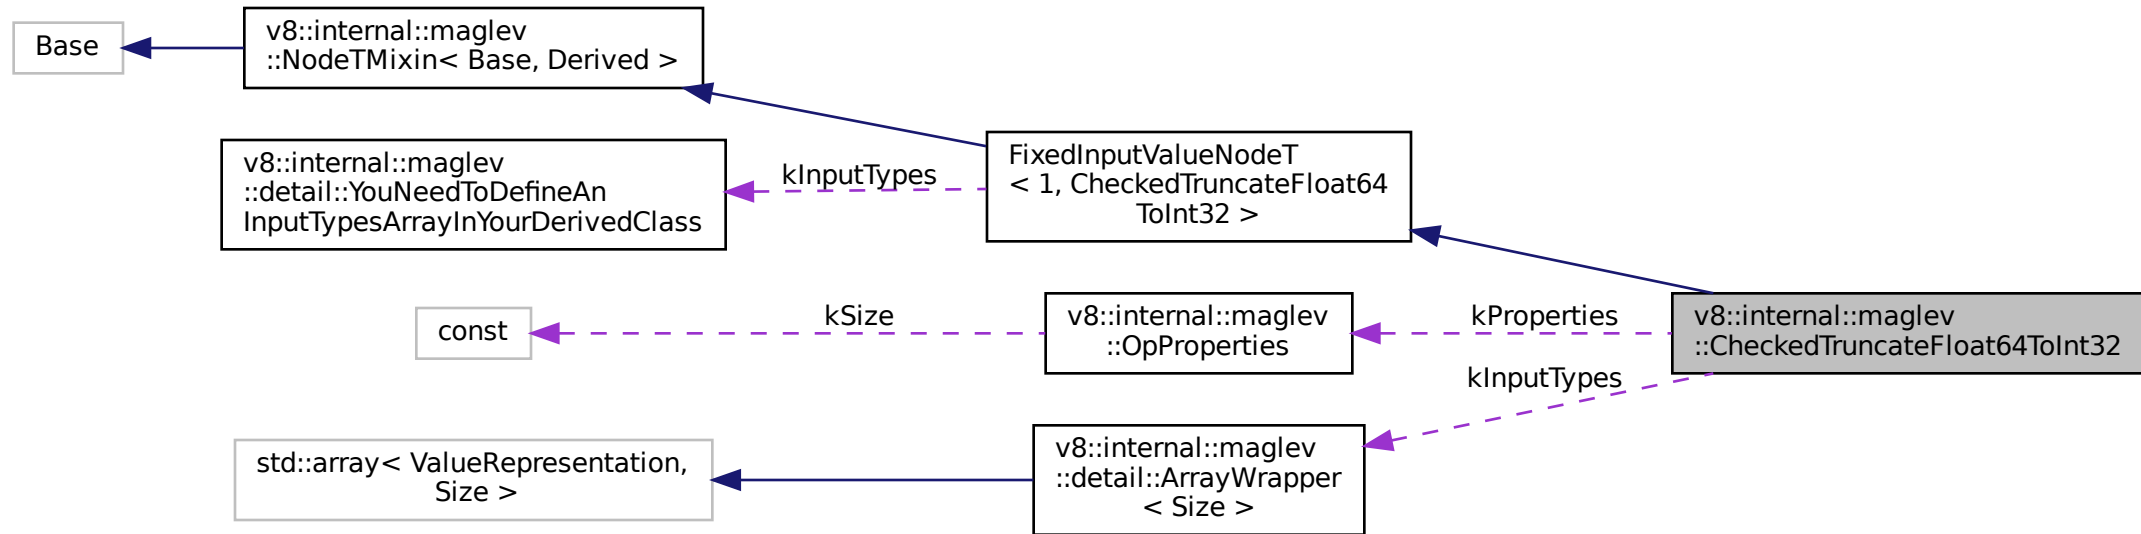 Base
v8::internal::maglev
::NodeTMixin< Base, Derived >
v8::internal::maglev
::detail::YouNeedToDefineAn
InputTypesArrayInYourDerivedClass
kInputTypes
FixedInputValueNodeT
< 1, CheckedTruncateFloat64
ToInt32 >
const
kSize
v8::internal::maglev
::OpProperties
kProperties
v8::internal::maglev
::CheckedTruncateFloat64ToInt32
kInputTypes
std::array< ValueRepresentation,
Size >
v8::internal::maglev
::detail::ArrayWrapper
< Size >